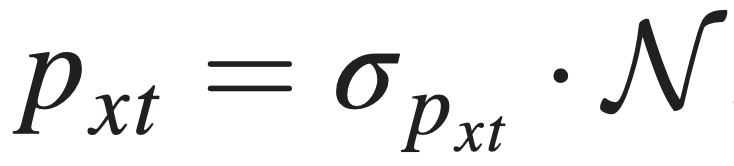 p_{xt} = σ_{p_{xt}} · 𝒩